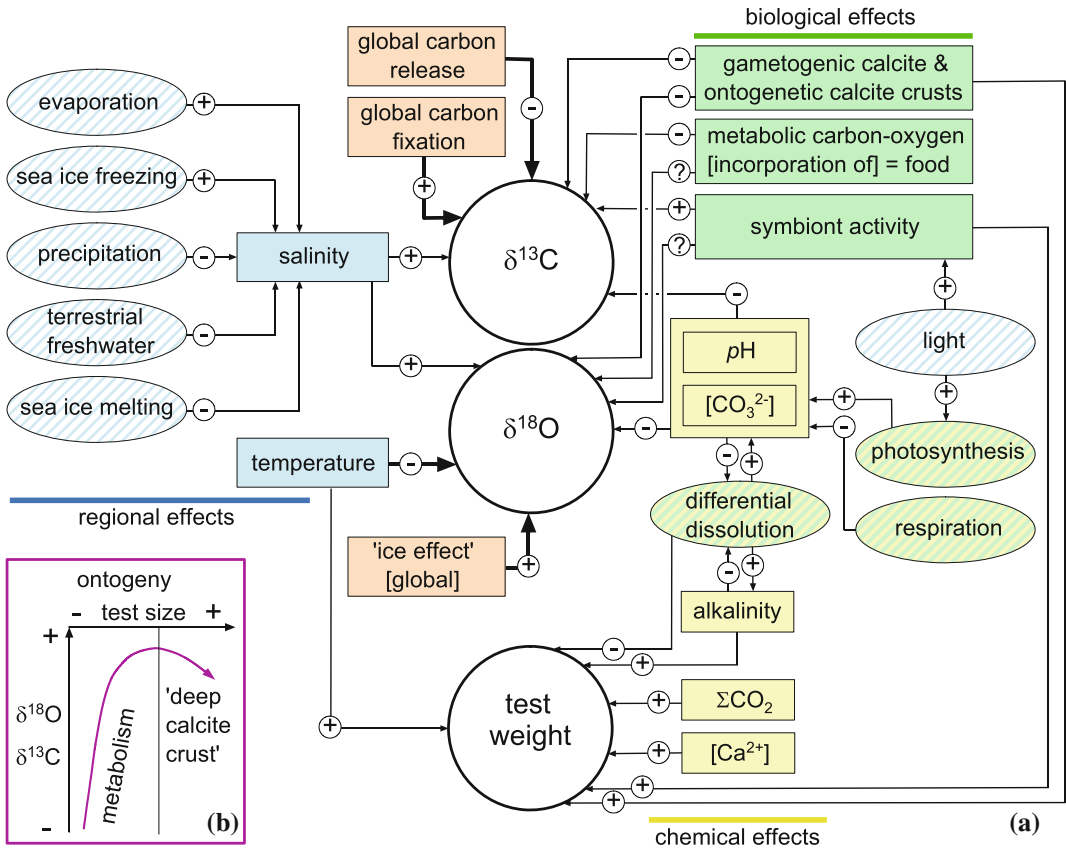 biological effects
global carbon
release
gametogenic calcite &
ontogenetic calcite crusts
evaporation
+
-
-
-
global carbon
fixation
metabolic carbon-oxygen
[incorporation of] = food
-
?
sea ice freezing
+
+
symbiont activity
+
?
precipitation
-
salinity
+
δ¹³C
+
-
terrestrial
freshwater
-
light
pH
+
+
sea ice melting
-
[CO₃²⁻]
+
-
δ¹⁸O
-
photosynthesis
temperature
-
-
+
regional effects
differential
dissolution
respiration
'ice effect'
[global]
+
-
+
alkalinity
-
+
test
weight
ΣCO₂
+
[Ca²⁺]
+
+
+
+
chemical effects
(a)
ontogeny
- test size +
+
δ¹⁸O
δ¹³C
-
metabolism
'deep
calcite
crust'
(b)